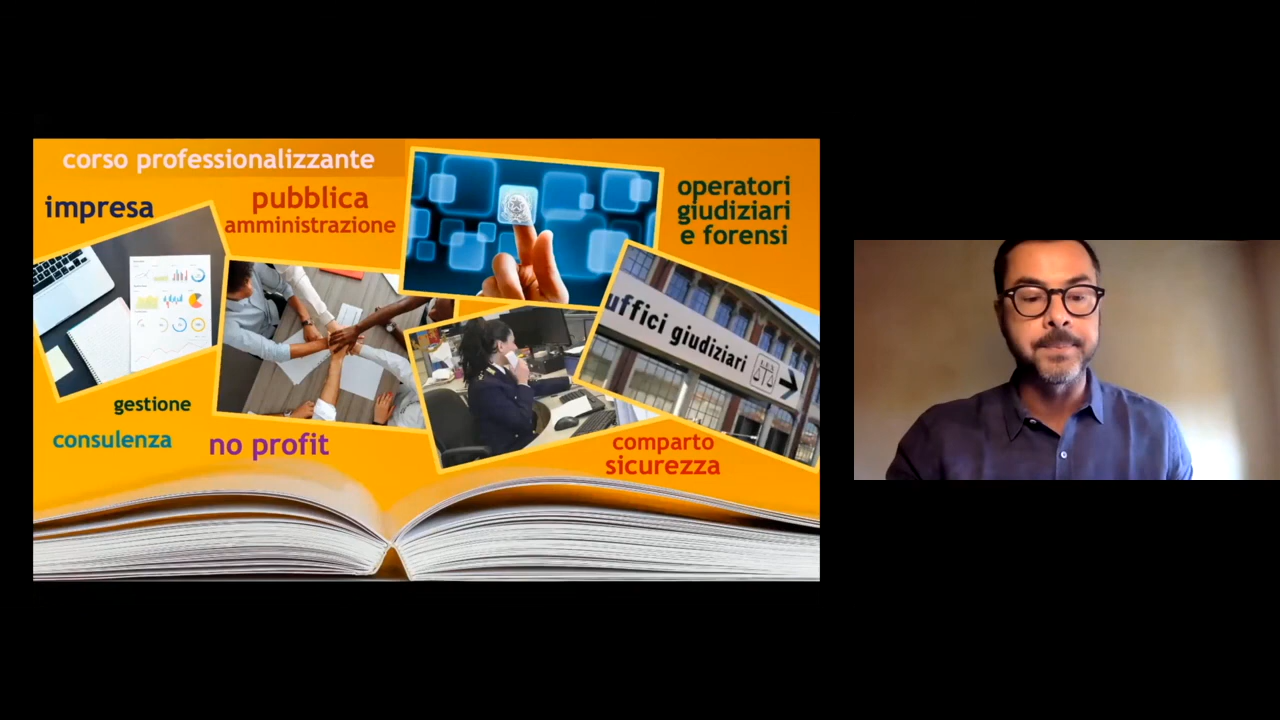 corso professionalizzante
impresa
pubblica
amministrazione
operatori
giudiziari
e forensi
uffici giudiziari
gestione
consulenza
no profit
comparto
sicurezza